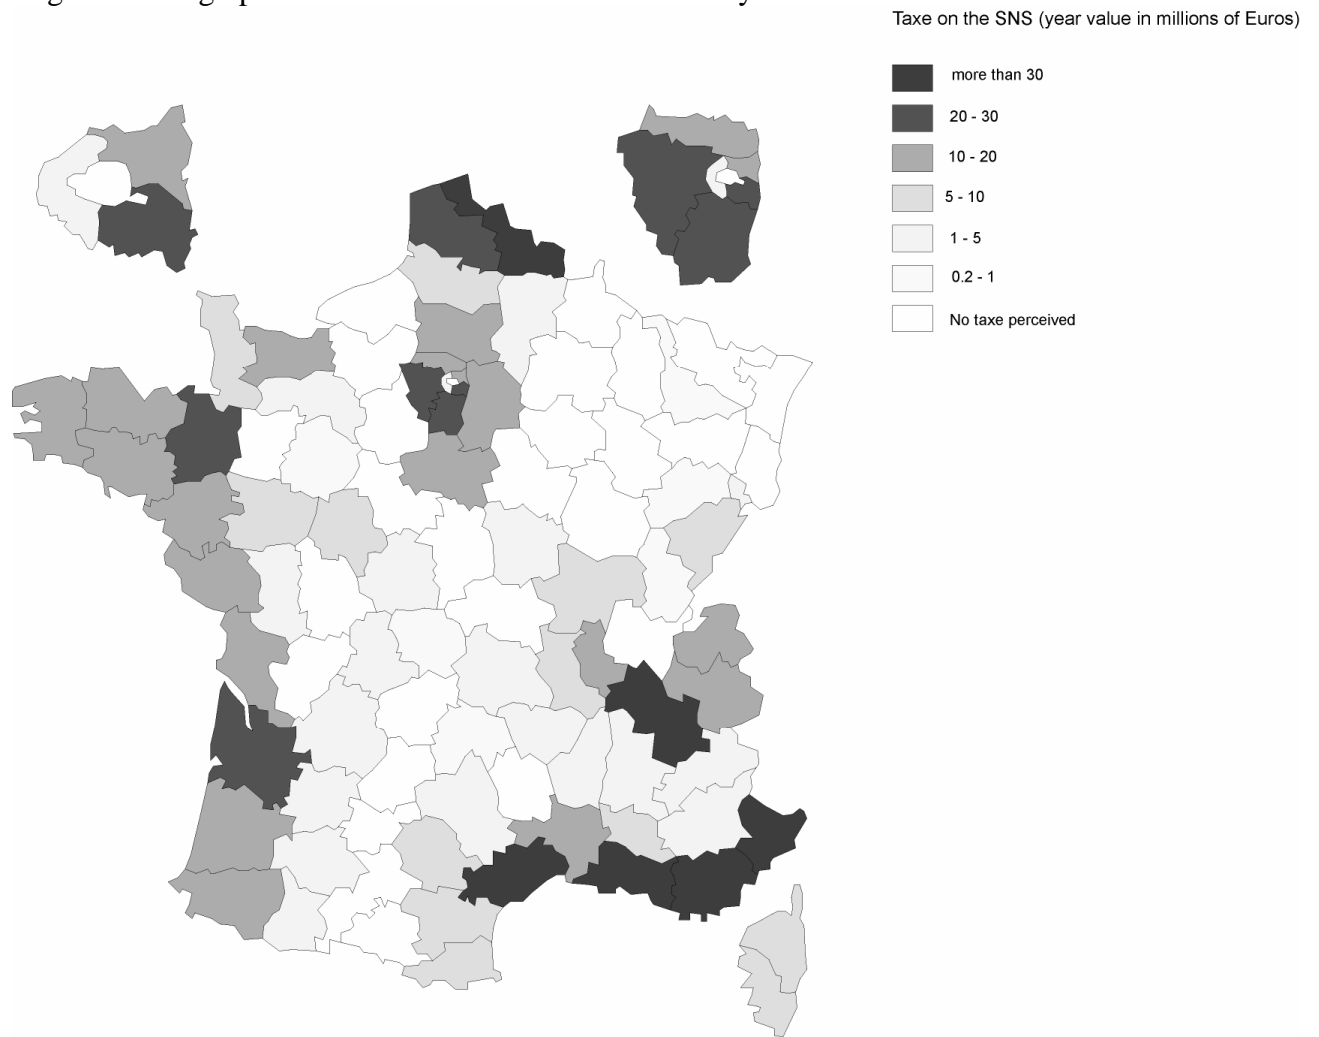 Taxe on the SNS (year value in millions of Euros)
more than 30
20 - 30
10 - 20
5 - 10
1 - 5
0.2 - 1
No taxe perceived